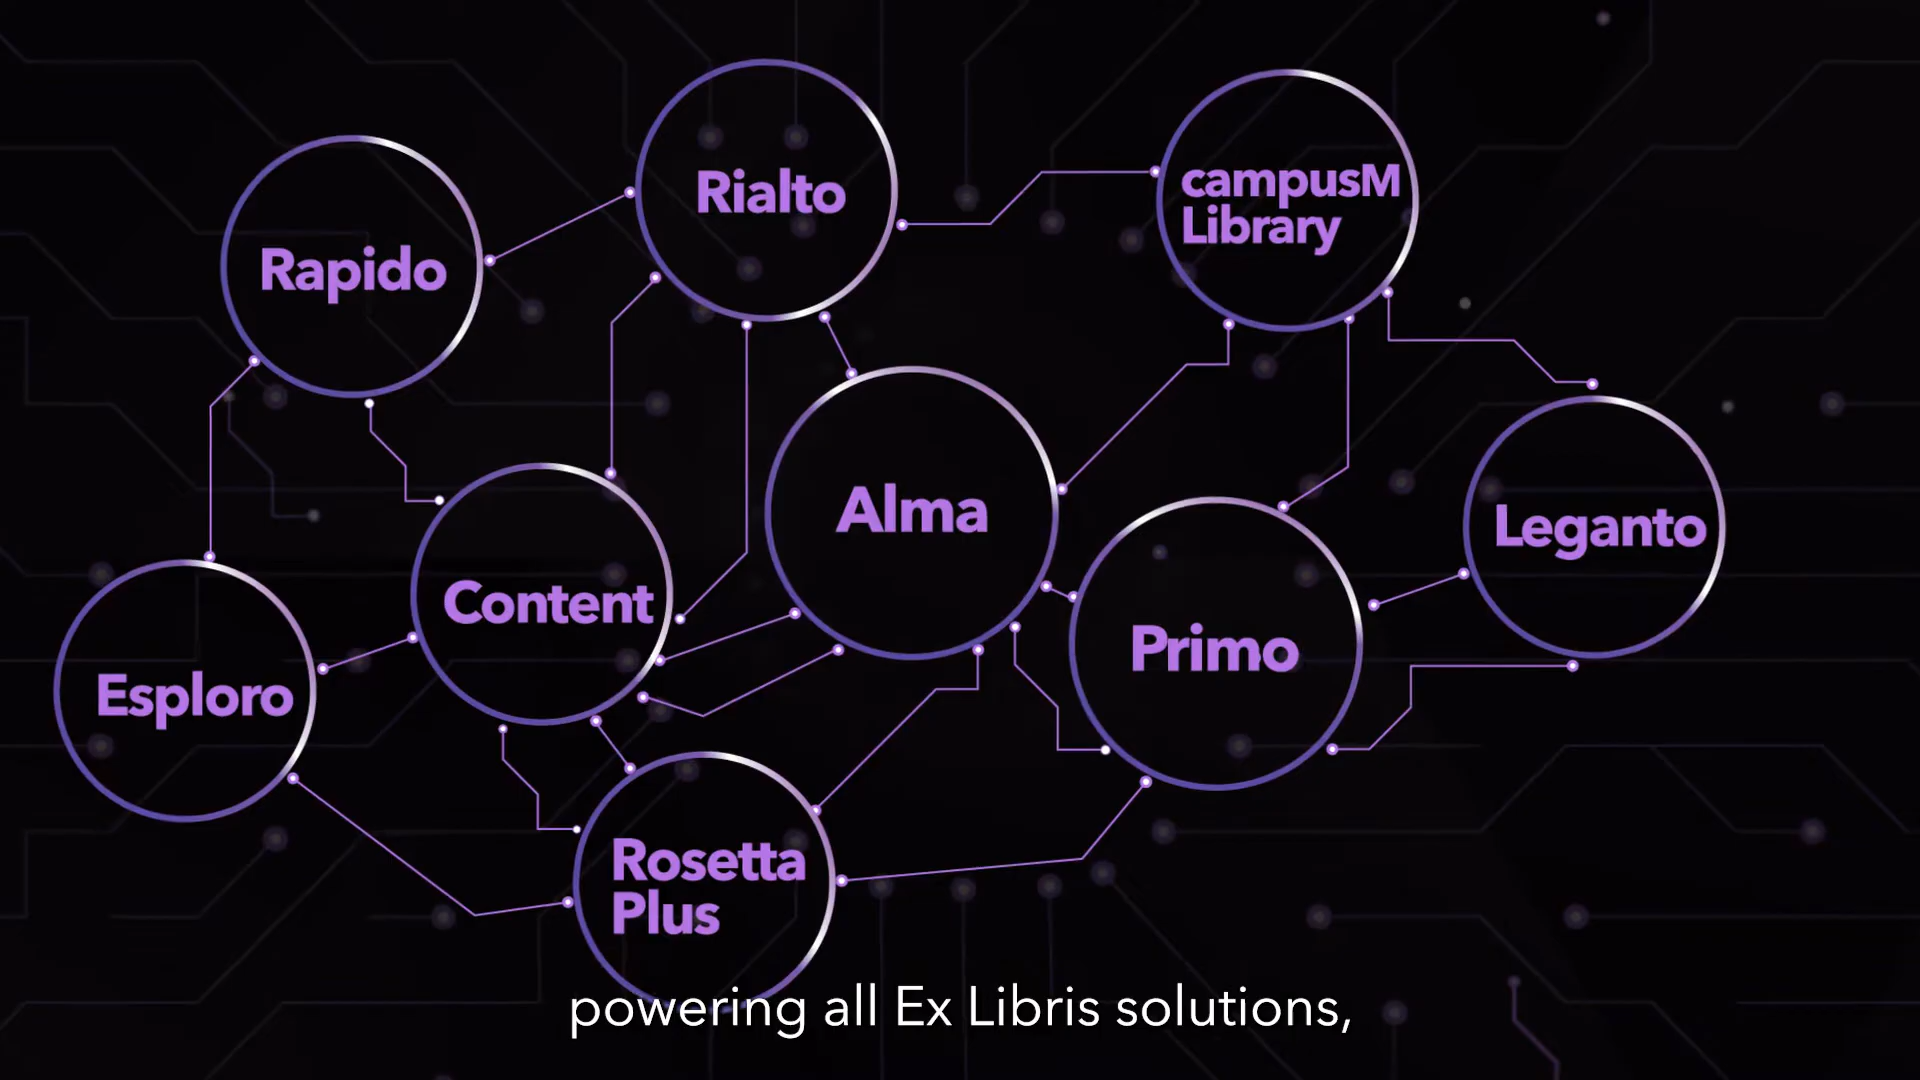 Rialto
campusM
Library
Rapido
Alma
Leganto
Content
Primo
Esploro
Rosetta
Plus
powering all Ex Libris solutions,